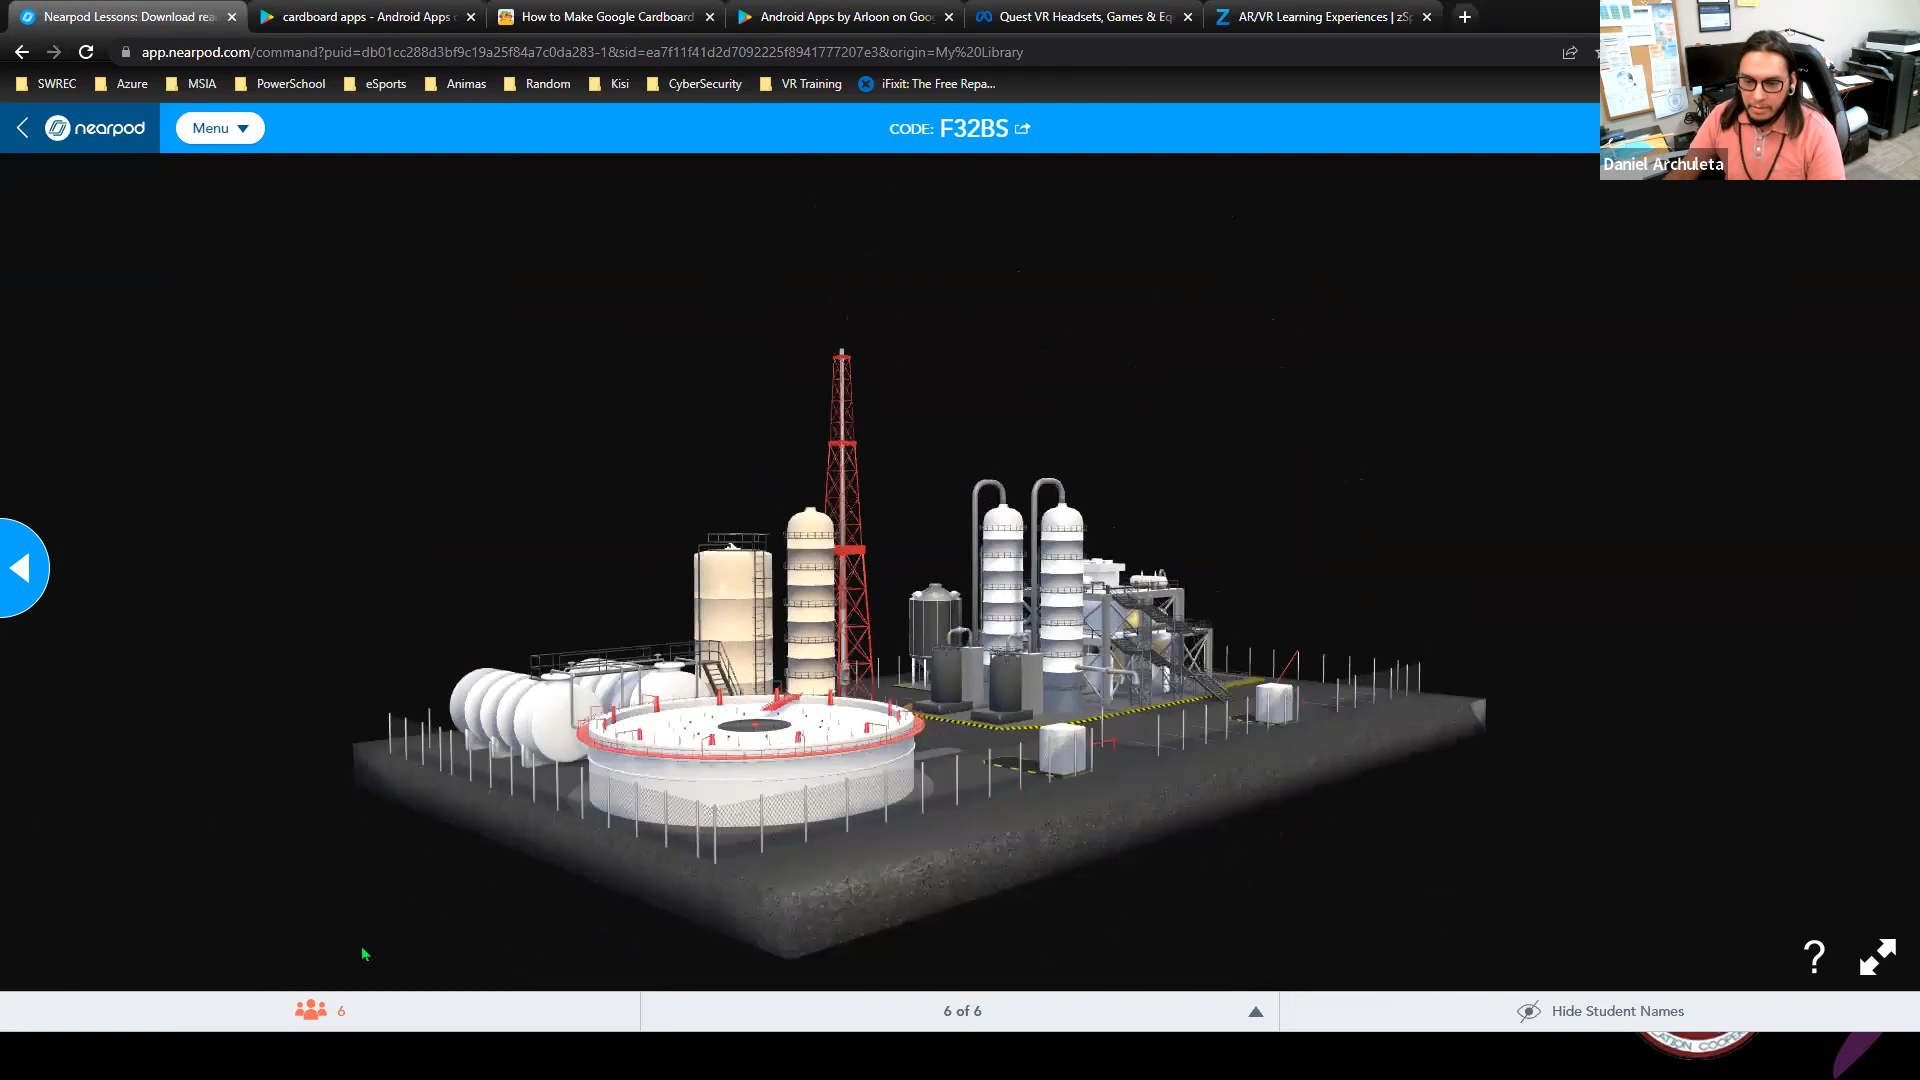 Nearpod Lessons: Download rea
cardboard apps - Android Apps o
How to Make Google Cardboard
Android Apps by Arloon on Goo
Quest VR Headsets, Games & Eq
AR/VR Learning Experiences | zSp
app.nearpod.com/command?puid=db01cc288d3bf9c19a25f84a7c0da283-1&sid=ea7f11f41d2d7092225f8941777207e3&origin=My%20Library
SWREC
Azure
MSIA
PowerSchool
eSports
Animas
Random
Kisi
CyberSecurity
VR Training
iFixit: The Free Repa...
nearpod
Menu
CODE: F32BS
Daniel Archuleta
?
6
6 of 6
Hide Student Names